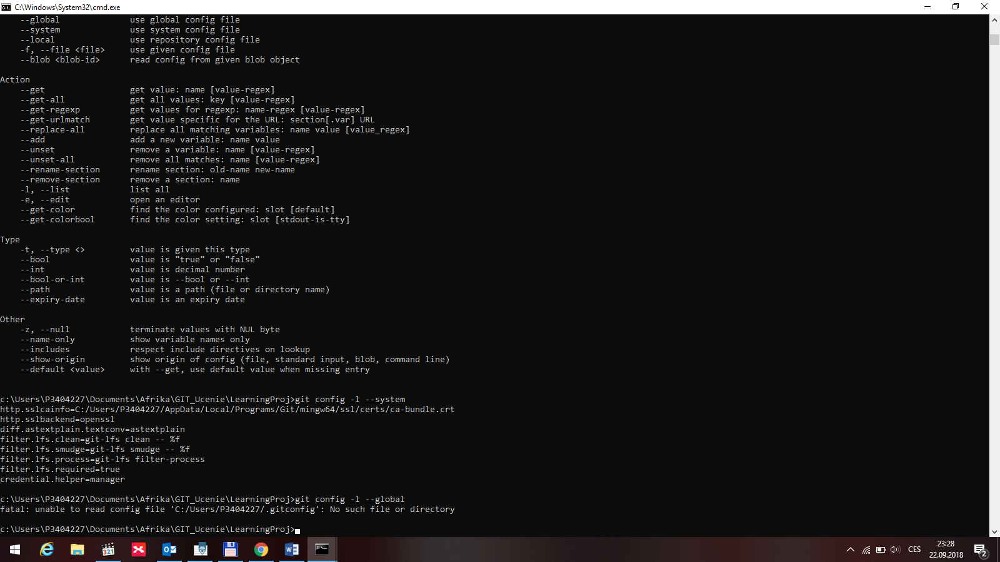 C:\Windows\System32\cmd.exe
--global use global config file
--system use system config file
--local use repository config file
-f, --file <file> use given config file
--blob <blob-id> read config from given blob object
Action
--get get value: name [value-regex]
--get-all get all values: key [value-regex]
--get-regexp get values for regexp: name-regex [value-regex]
--get-urlmatch get value specific for the URL: section[.var] URL
--replace-all replace all matching variables: name value [value_regex]
--add add a new variable: name value
--unset remove a variable: name [value-regex]
--unset-all remove all matches: name [value-regex]
--rename-section rename section: old-name new-name
--remove-section remove a section: name
-l, --list list all
-e, --edit open an editor
--get-color find the color configured: slot [default]
--get-colorbool find the color setting: slot [stdout-is-tty]
Type
-t, --type <> value is given this type
--bool value is "true" or "false"
--int value is decimal number
--bool-or-int value is --bool or --int
--path value is a path (file or directory name)
--expiry-date value is an expiry date
Other
-z, --null terminate values with NUL byte
--name-only show variable names only
--includes respect include directives on lookup
--show-origin show origin of config (file, standard input, blob, command line)
--default <value> with --get, use default value when missing entry
c:\Users\P3404227\Documents\Afrika\GIT_Ucenie\LearningProj>git config -l --system
http.sslcainfo=C:/Users/P3404227/AppData/Local/Programs/Git/mingw64/ssl/certs/ca-bundle.crt
http.sslbackend=openssl
diff.astextplain.textconv=astextplain
filter.lfs.clean=git-lfs clean -- %f
filter.lfs.smudge=git-lfs smudge -- %f
filter.lfs.process=git-lfs filter-process
filter.lfs.required=true
credential.helper=manager
c:\Users\P3404227\Documents\Afrika\GIT_Ucenie\LearningProj>git config -l --global
fatal: unable to read config file 'C:/Users/P3404227/.gitconfig': No such file or directory
c:\Users\P3404227\Documents\Afrika\GIT_Ucenie\LearningProj>
321
CES
23:28
22.09.2018
2